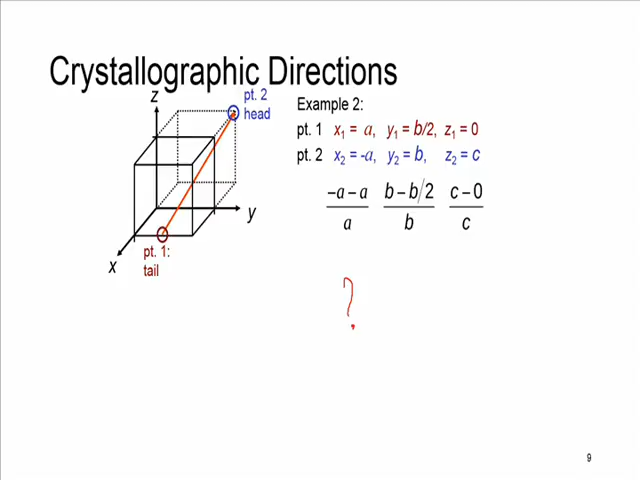 Crystallographic Directions
z
pt. 2
head
y
x
pt. 1:
tail
Example 2:
pt. 1 x₁ = a, y₁ = b/2, z₁ = 0
pt. 2 x₂ = -a, y₂ = b, z₂ = c
−a − a b − b/2 c − 0
a b c
?
9